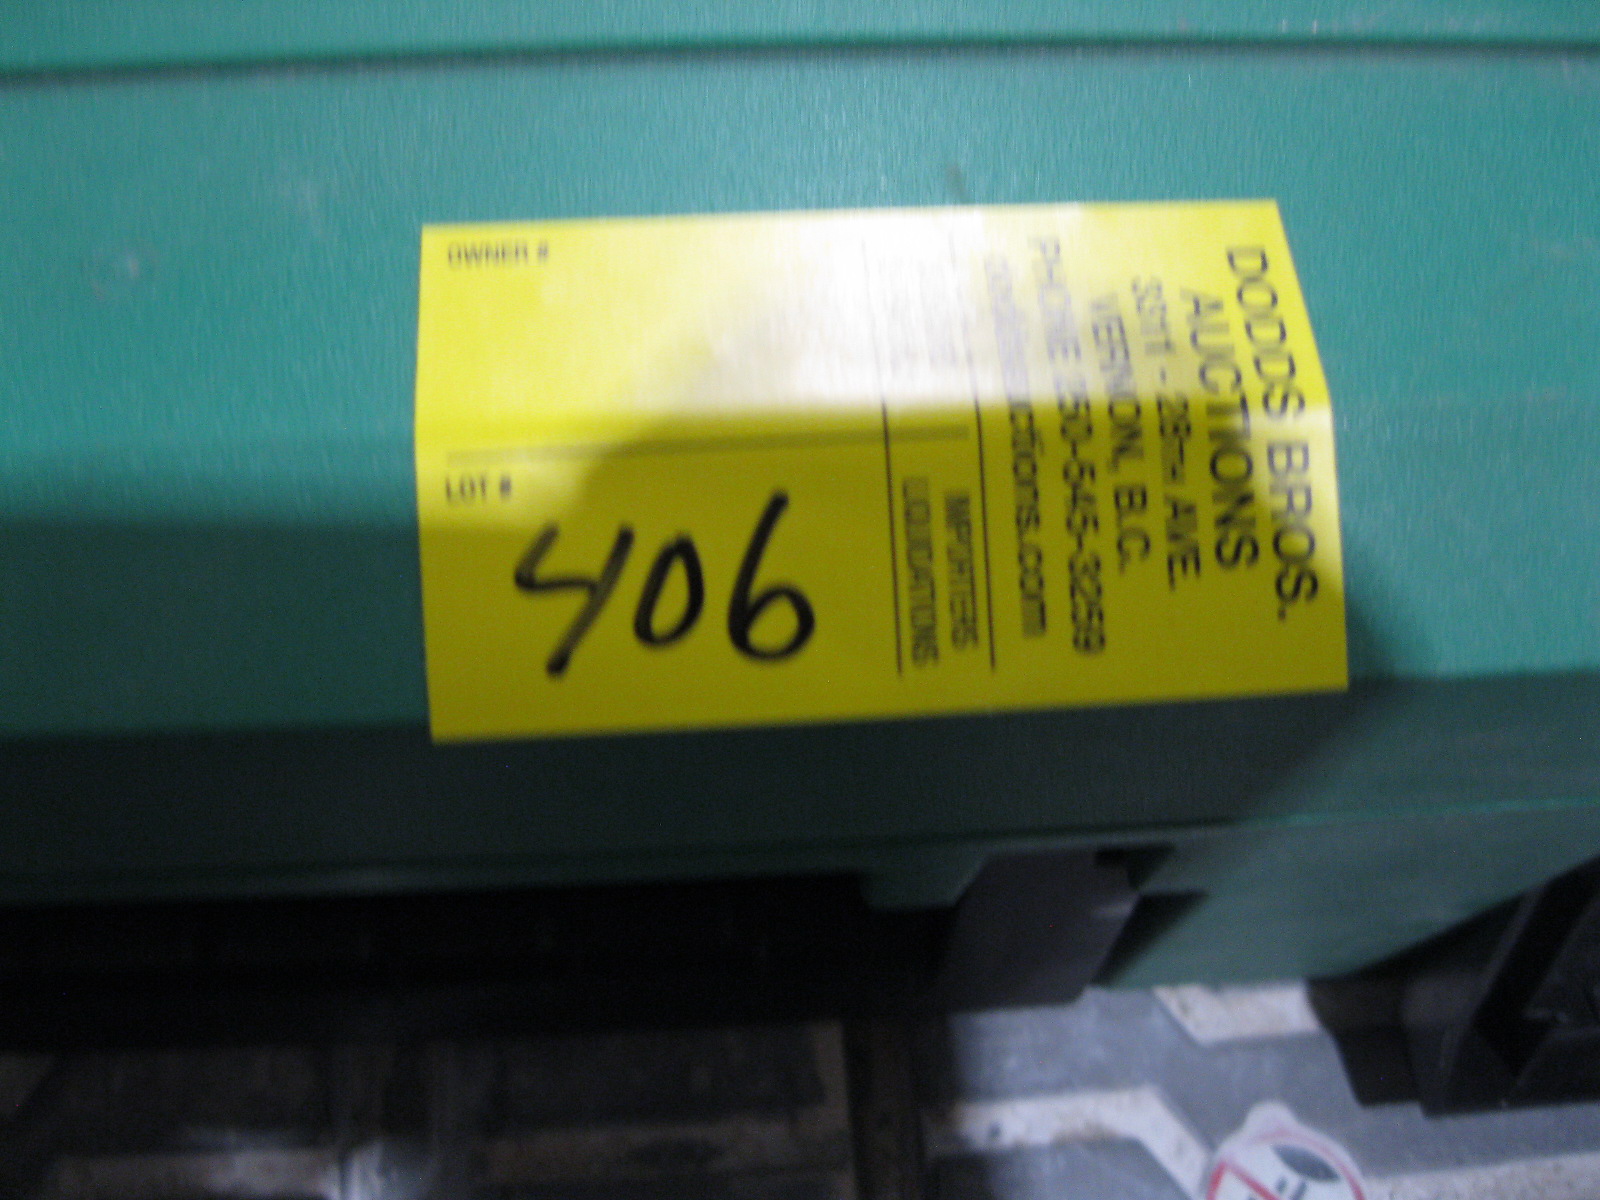 OWNER #
LOT #
406
DODDS BROS.
AUCTIONS
3311 - 28TH AVE.
VERNON, B.C.
PHONE 250-545-3259
IMPORTERS
LIQUIDATIONS